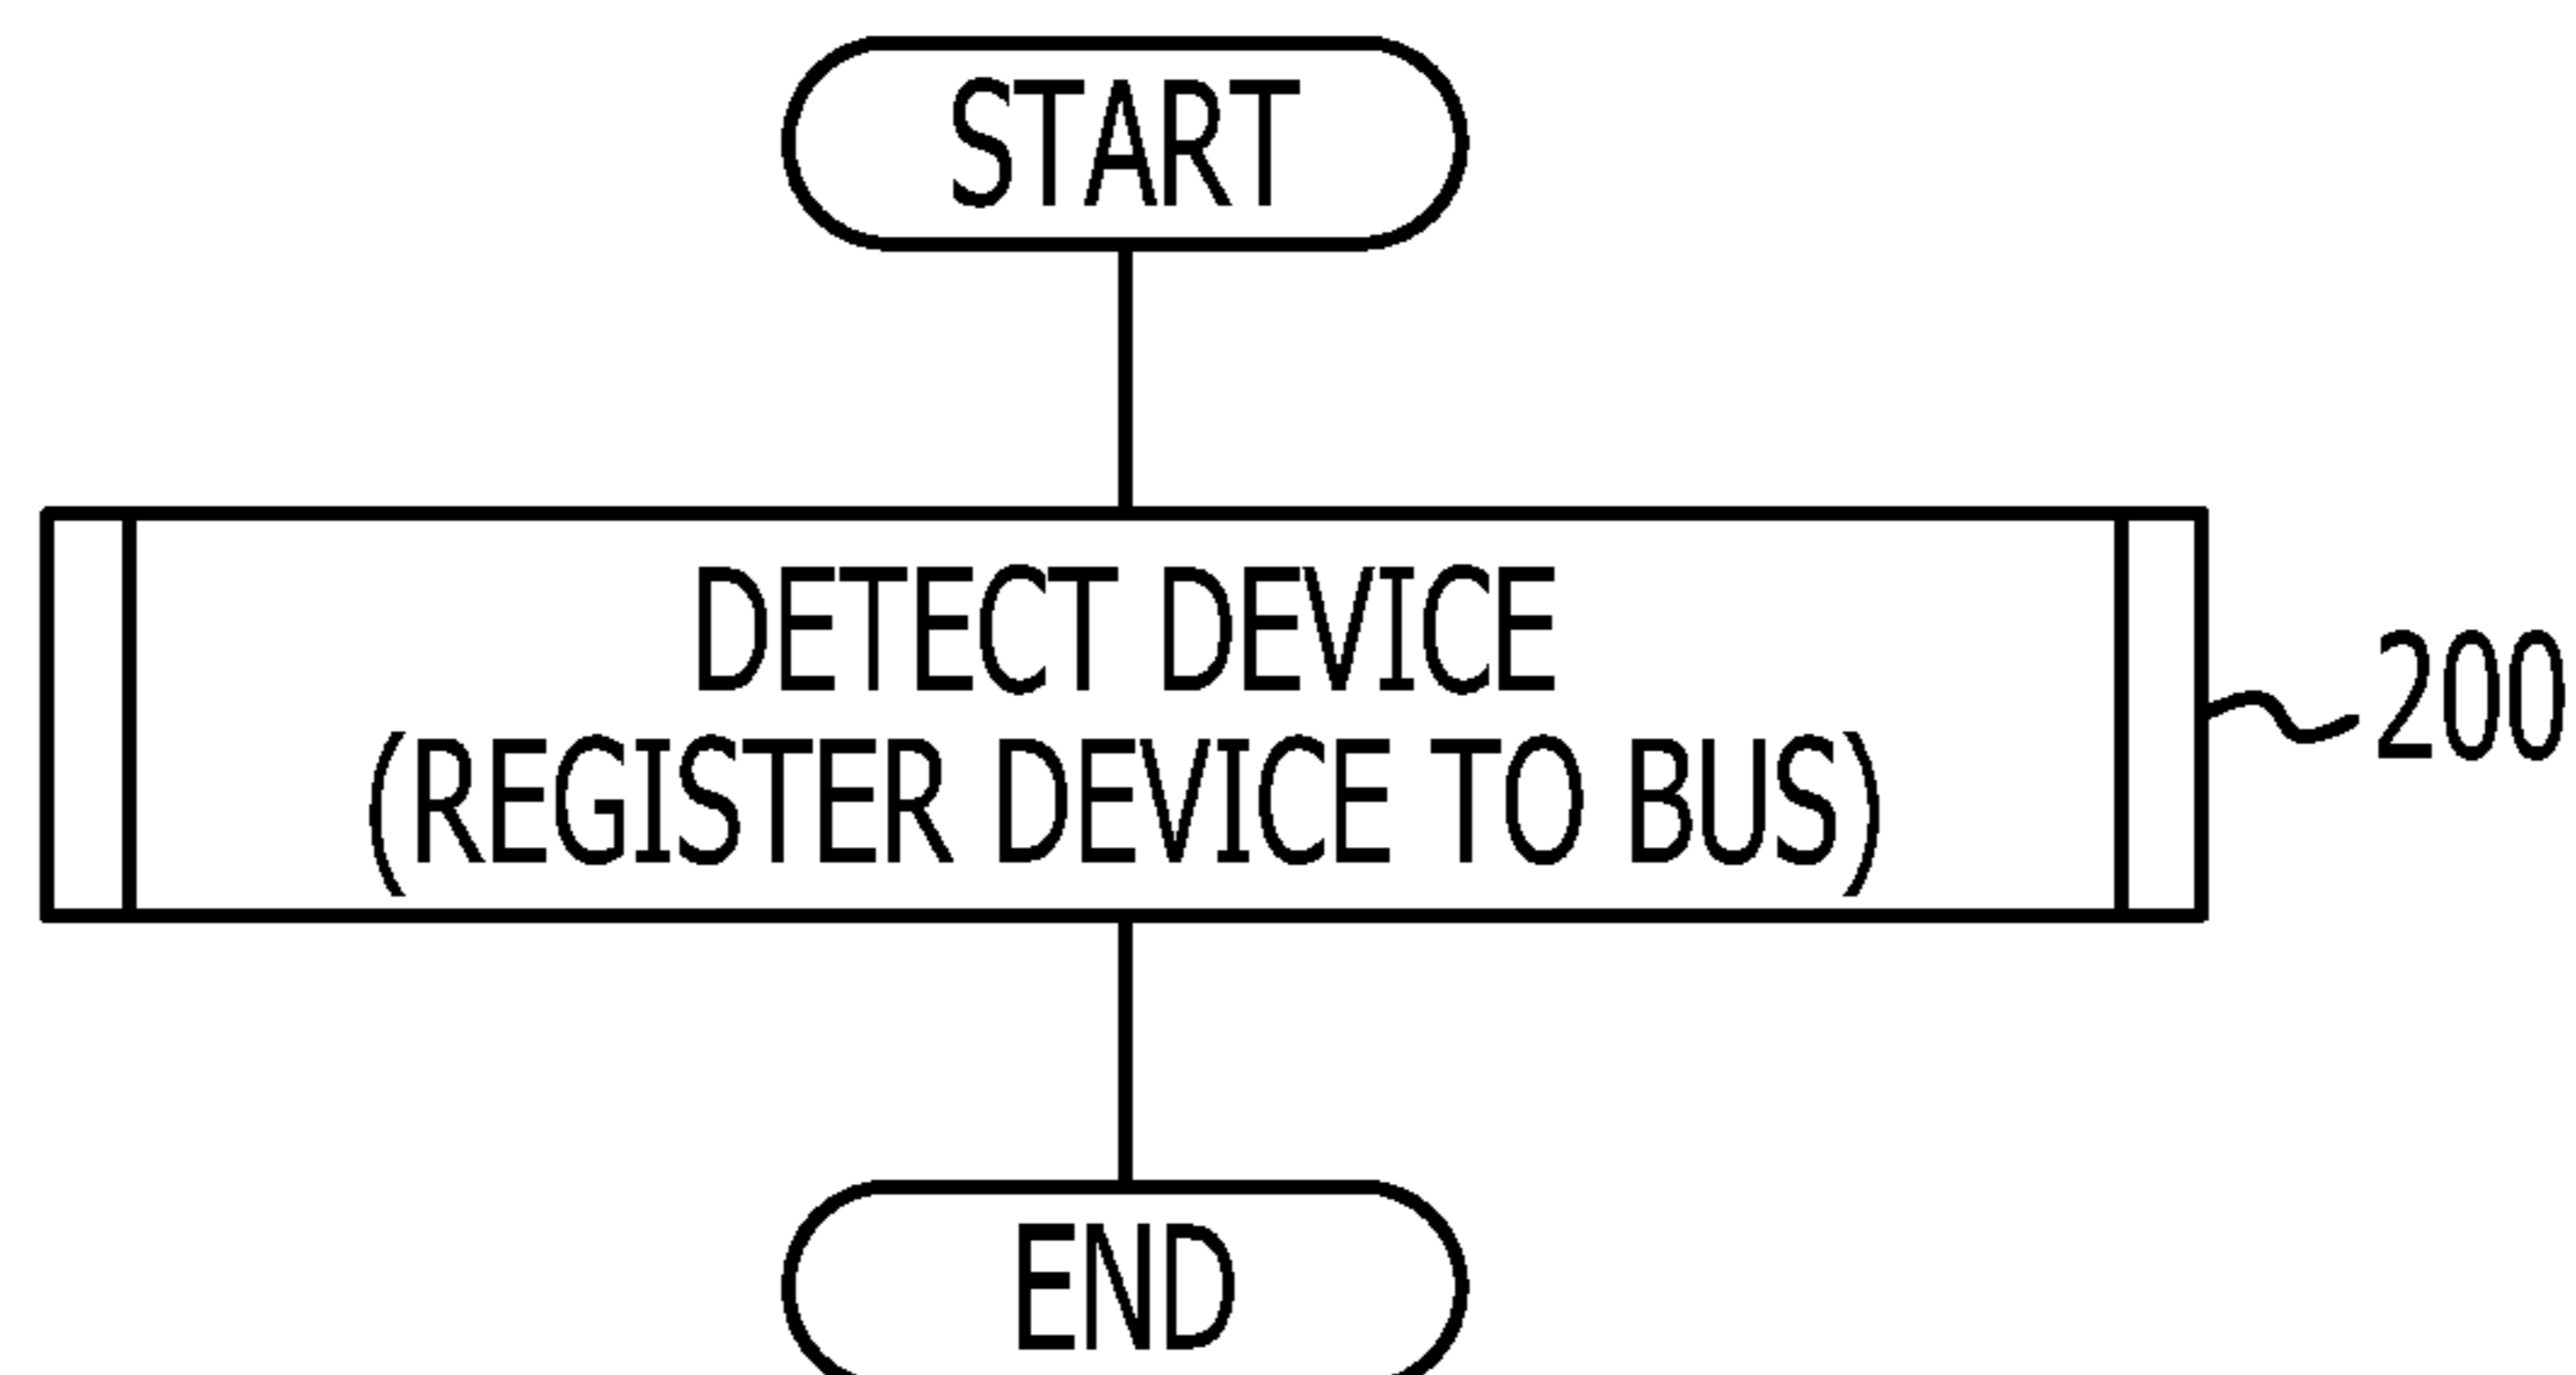 START
DETECT DEVICE
(REGISTER DEVICE TO BUS)
200
END